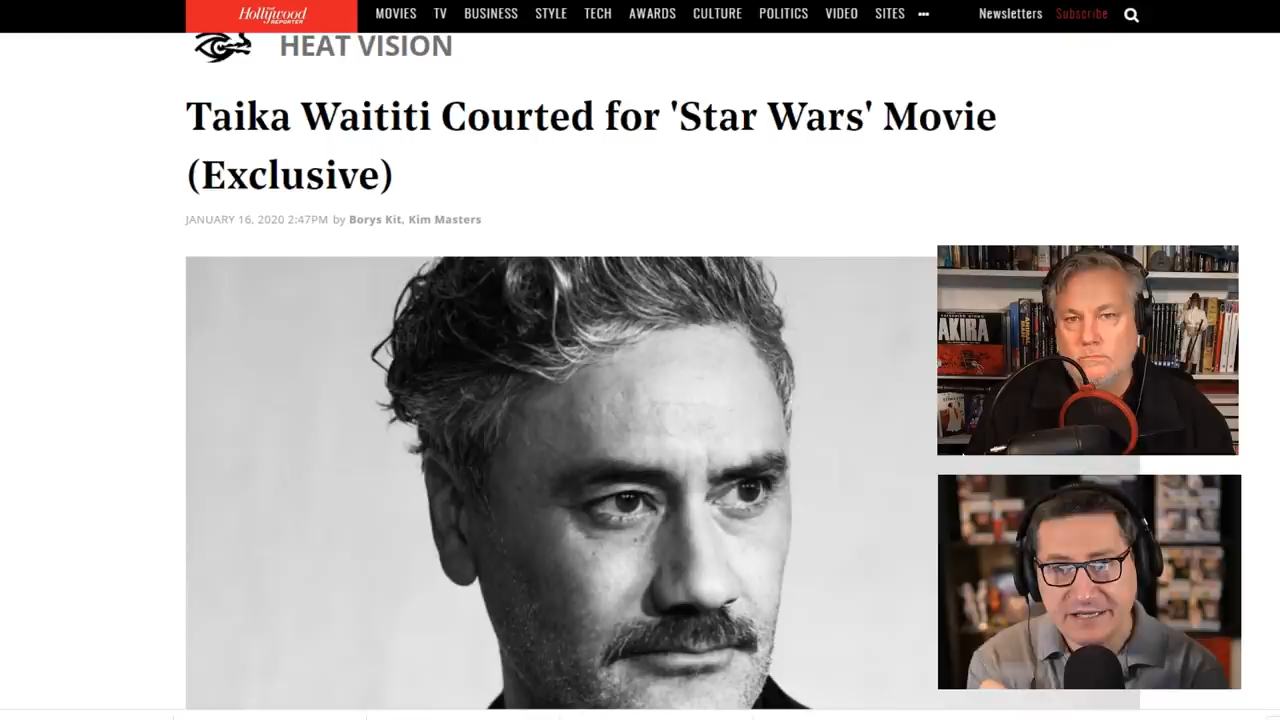 Hollywood
REPORTER
MOVIES TV BUSINESS STYLE TECH AWARDS CULTURE POLITICS VIDEO SITES ••• Newsletters Subscribe
HEAT VISION
Taika Waititi Courted for 'Star Wars' Movie
(Exclusive)
JANUARY 16, 2020 2:47PM by Borys Kit, Kim Masters
AKIRA